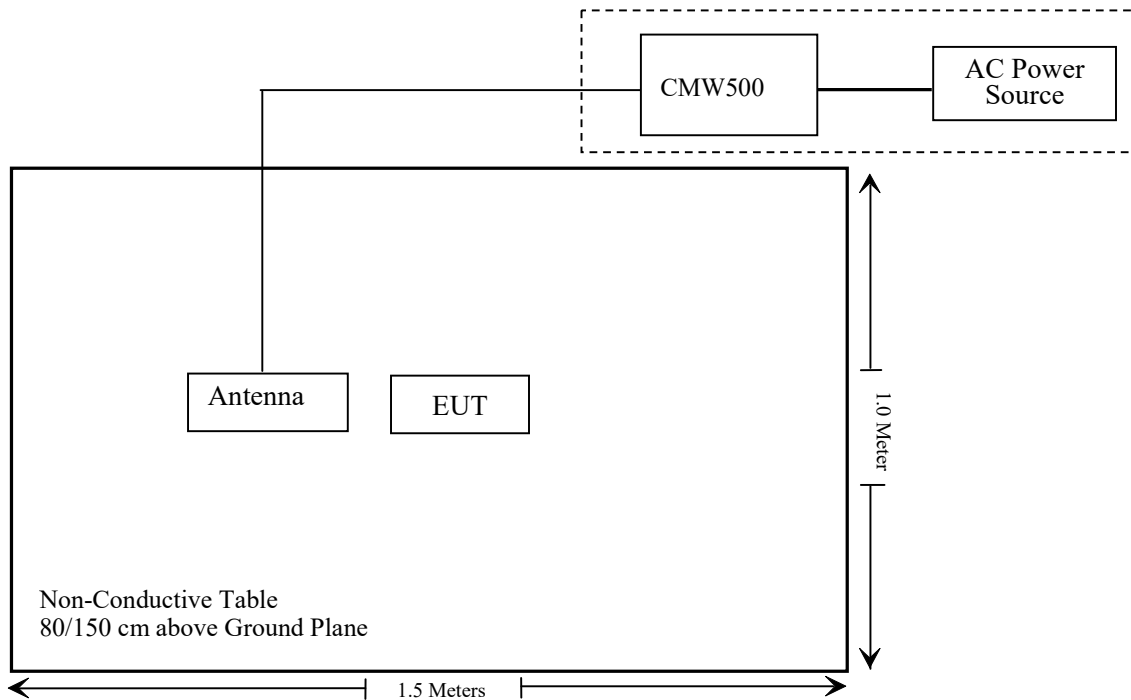 CMW500
AC Power
Source
Antenna
EUT
1.0 Meter
Non-Conductive Table
80/150 cm above Ground Plane
1.5 Meters